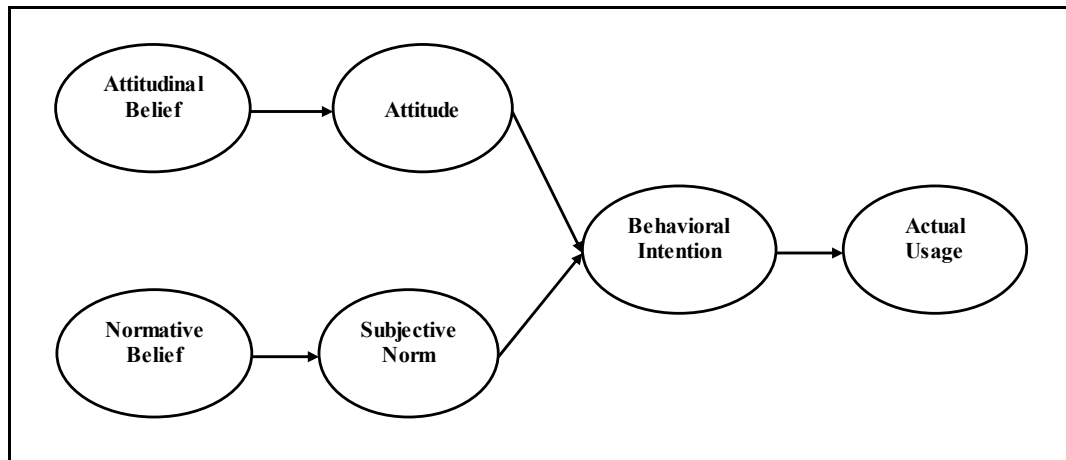 Attitudinal
Belief
Attitude
Behavioral
Intention
Actual
Usage
Normative
Belief
Subjective
Norm